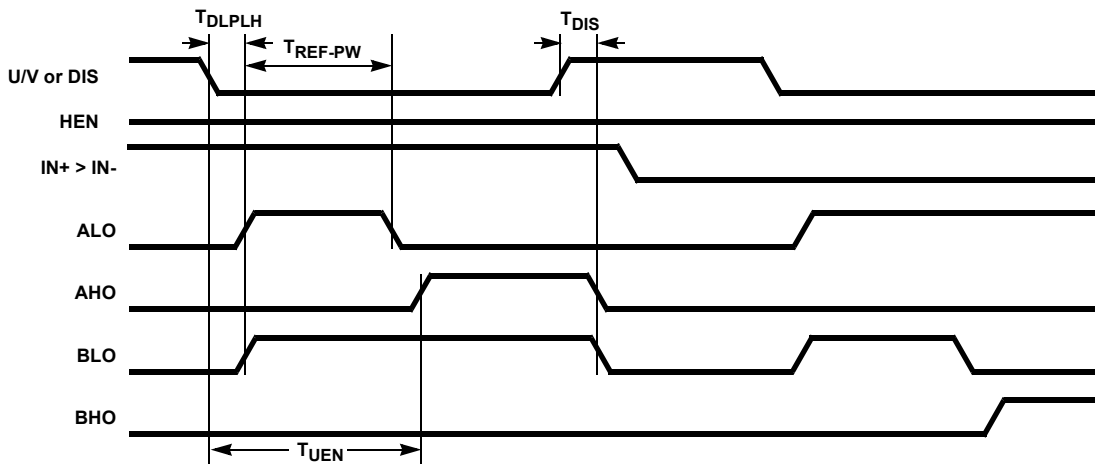 TDLPLH
TDIS
TREF-PW
U/V or DIS
HEN
IN+ > IN-
ALO
AHO
BLO
BHO
TUEN